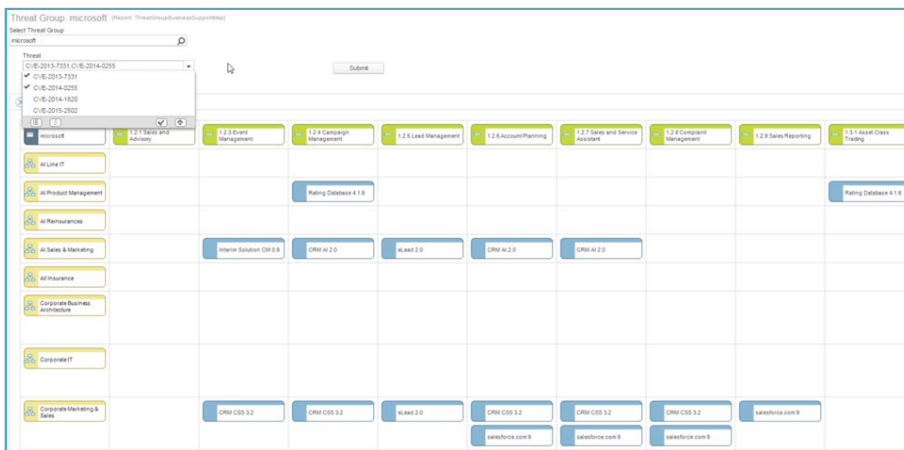 Threat Group: microsoft [Report: ThreatGroupBusinessSupportMap]
Select Threat Group
microsoft
Threat
CVE-2013-7331;CVE-2014-0255
Submit
CVE-2013-7331
CVE-2014-0255
CVE-2014-1820
CVE-2015-2502
microsoft
1.2.1 Sales and Advisory
1.2.3 Event Management
1.2.4 Campaign Management
1.2.5 Lead Management
1.2.6 Account Planning
1.2.7 Sales and Service Assistant
1.2.8 Complaint Management
1.2.9 Sales Reporting
1.3.1 Asset Class Trading
AI Line IT
AI Product Management
Rating Database 4.1.6
Rating Database 4.1.6
AI Reinsurances
AI Sales & Marketing
Interim Solution CM 0.9
CRM AI 2.0
eLead 2.0
CRM AI 2.0
CRM AI 2.0
All Insurance
Corporate Business Architecture
Corporate IT
Corporate Marketing & Sales
CRM CSS 3.2
CRM CSS 3.2
eLead 2.0
CRM CSS 3.2
CRM CSS 3.2
CRM CSS 3.2
salesforce.com 9
salesforce.com 9
salesforce.com 9
salesforce.com 9